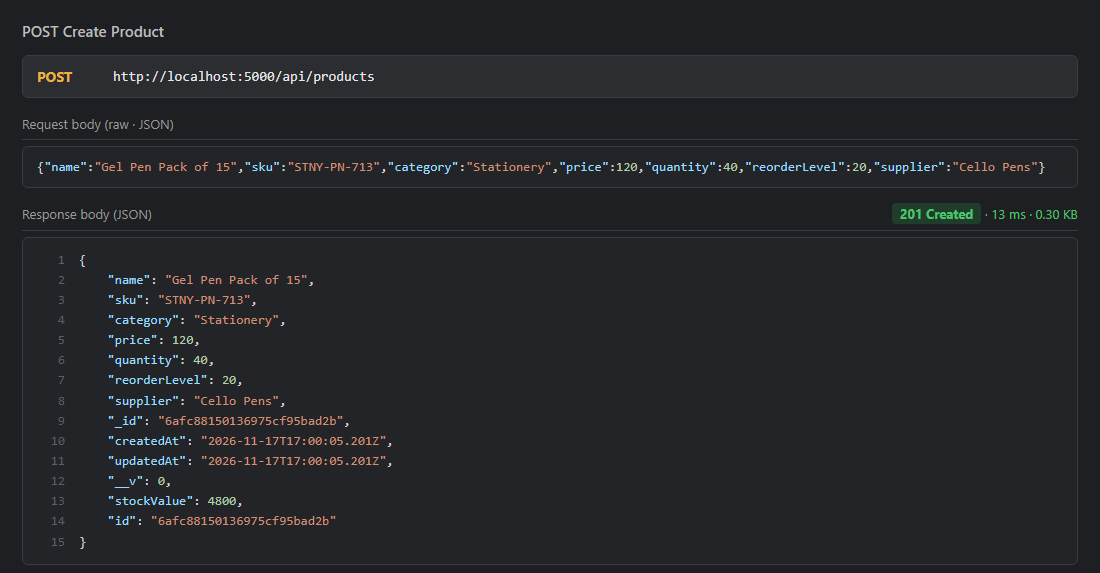 POST Create Product
POST http://localhost:5000/api/products
Request body (raw · JSON)
{"name":"Gel Pen Pack of 15","sku":"STNY-PN-713","category":"Stationery","price":120,"quantity":40,"reorderLevel":20,"supplier":"Cello Pens"}
Response body (JSON) 201 Created · 13 ms · 0.30 KB
1 {
2 "name": "Gel Pen Pack of 15",
3 "sku": "STNY-PN-713",
4 "category": "Stationery",
5 "price": 120,
6 "quantity": 40,
7 "reorderLevel": 20,
8 "supplier": "Cello Pens",
9 "_id": "6afc88150136975cf95bad2b",
10 "createdAt": "2026-11-17T17:00:05.201Z",
11 "updatedAt": "2026-11-17T17:00:05.201Z",
12 "__v": 0,
13 "stockValue": 4800,
14 "id": "6afc88150136975cf95bad2b"
15 }